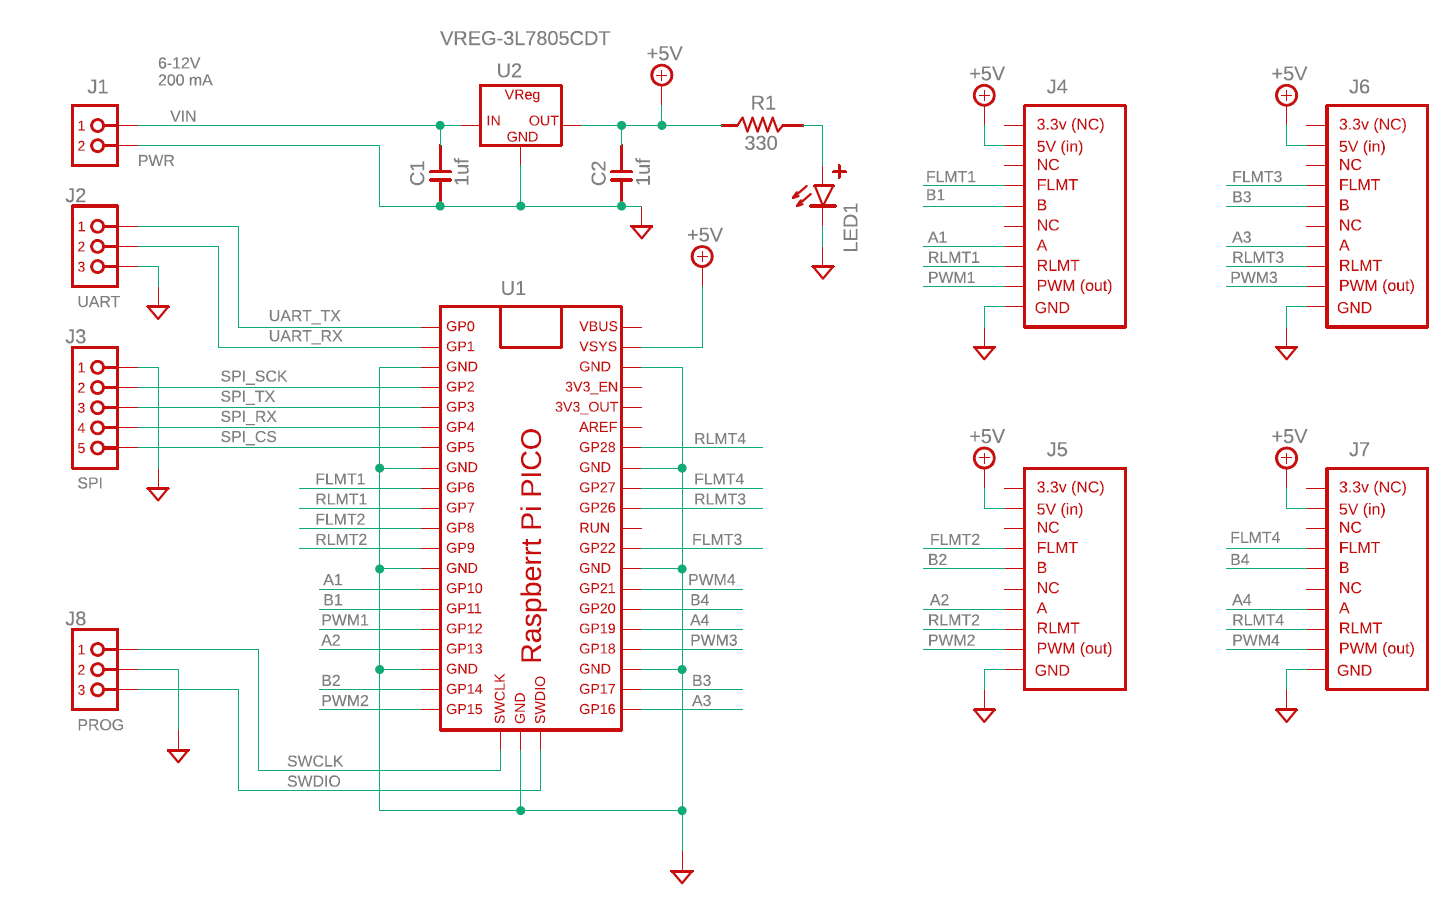 VREG-3L7805CDT
6-12V
200 mA
J1
1
2
VIN
PWR
U2
VReg
IN
OUT
GND
C1
1uf
C2
1uf
+5V
R1
330
LED1
J2
1
2
3
UART
UART_TX
UART_RX
J3
1
2
3
4
5
SPI
SPI_SCK
SPI_TX
SPI_RX
SPI_CS
FLMT1
RLMT1
FLMT2
RLMT2
A1
B1
PWM1
A2
B2
PWM2
J8
1
2
3
PROG
SWCLK
SWDIO
U1
Raspberrt Pi PICO
GP0
GP1
GND
GP2
GP3
GP4
GP5
GND
GP6
GP7
GP8
GP9
GND
GP10
GP11
GP12
GP13
GND
GP14
GP15
SWCLK
GND
SWDIO
VBUS
VSYS
GND
3V3_EN
3V3_OUT
AREF
GP28
GND
GP27
GP26
RUN
GP22
GND
GP21
GP20
GP19
GP18
GND
GP17
GP16
+5V
RLMT4
FLMT4
RLMT3
FLMT3
PWM4
B4
A4
PWM3
B3
A3
+5V
J4
3.3v (NC)
5V (in)
NC
FLMT
B
NC
A
RLMT
PWM (out)
GND
FLMT1
B1
A1
RLMT1
PWM1
+5V
J6
3.3v (NC)
5V (in)
NC
FLMT
B
NC
A
RLMT
PWM (out)
GND
FLMT3
B3
A3
RLMT3
PWM3
+5V
J5
3.3v (NC)
5V (in)
NC
FLMT
B
NC
A
RLMT
PWM (out)
GND
FLMT2
B2
A2
RLMT2
PWM2
+5V
J7
3.3v (NC)
5V (in)
NC
FLMT
B
NC
A
RLMT
PWM (out)
GND
FLMT4
B4
A4
RLMT4
PWM4